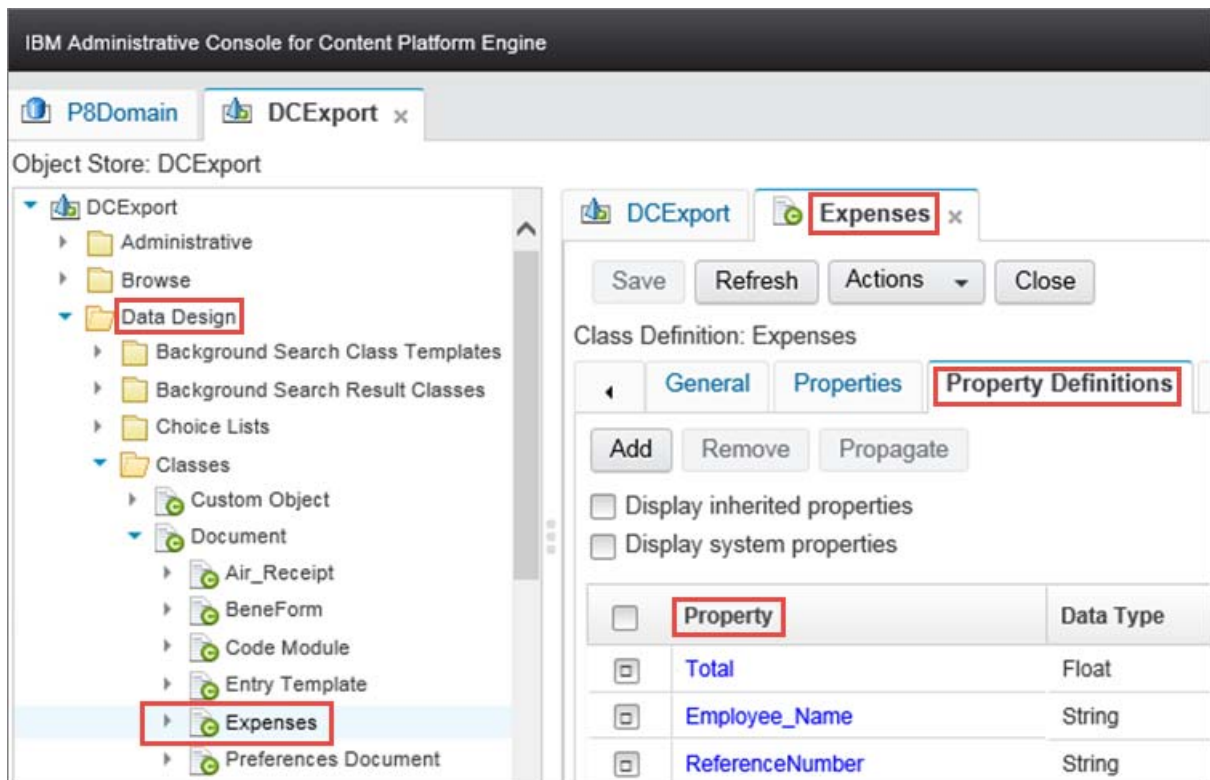 IBM Administrative Console for Content Platform Engine
P8Domain
DCExport ×
Object Store: DCExport
DCExport
Administrative
Browse
Data Design
Background Search Class Templates
Background Search Result Classes
Choice Lists
Classes
Custom Object
Document
Air_Receipt
BeneForm
Code Module
Entry Template
Expenses
Preferences Document
DCExport
Expenses ×
Save Refresh Actions Close
Class Definition: Expenses
General Properties Property Definitions
Add Remove Propagate
Display inherited properties
Display system properties
Property Data Type
Total Float
Employee_Name String
ReferenceNumber String